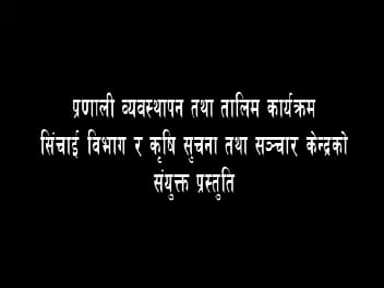 प्रणाली व्यवस्थापन तथा तालिम कार्यक्रम
सिंचाई विभाग र कृषि सुचना तथा सञ्चार केन्द्रको
संयुक्त प्रस्तुति